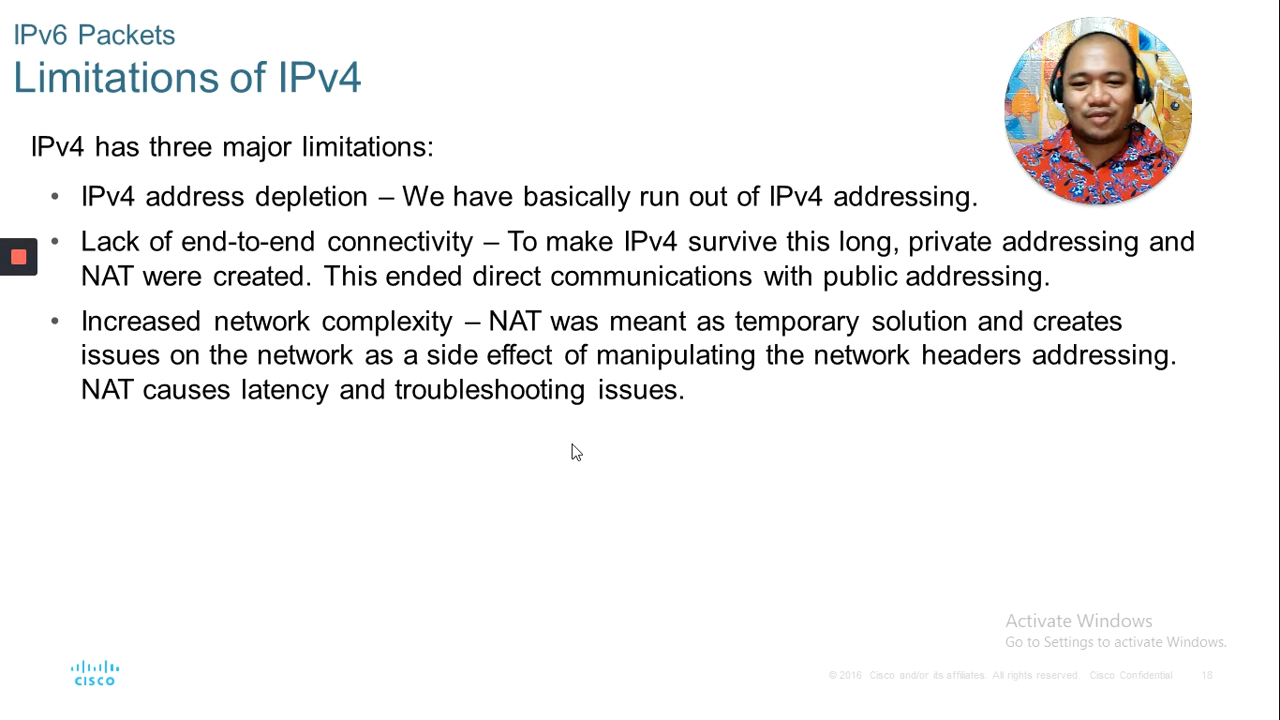 IPv6 Packets
Limitations of IPv4
IPv4 has three major limitations:
• IPv4 address depletion – We have basically run out of IPv4 addressing.
• Lack of end-to-end connectivity – To make IPv4 survive this long, private addressing and
NAT were created. This ended direct communications with public addressing.
• Increased network complexity – NAT was meant as temporary solution and creates
issues on the network as a side effect of manipulating the network headers addressing.
NAT causes latency and troubleshooting issues.
Activate Windows
Go to Settings to activate Windows.
CISCO
© 2016 Cisco and/or its affiliates. All rights reserved. Cisco Confidential 18